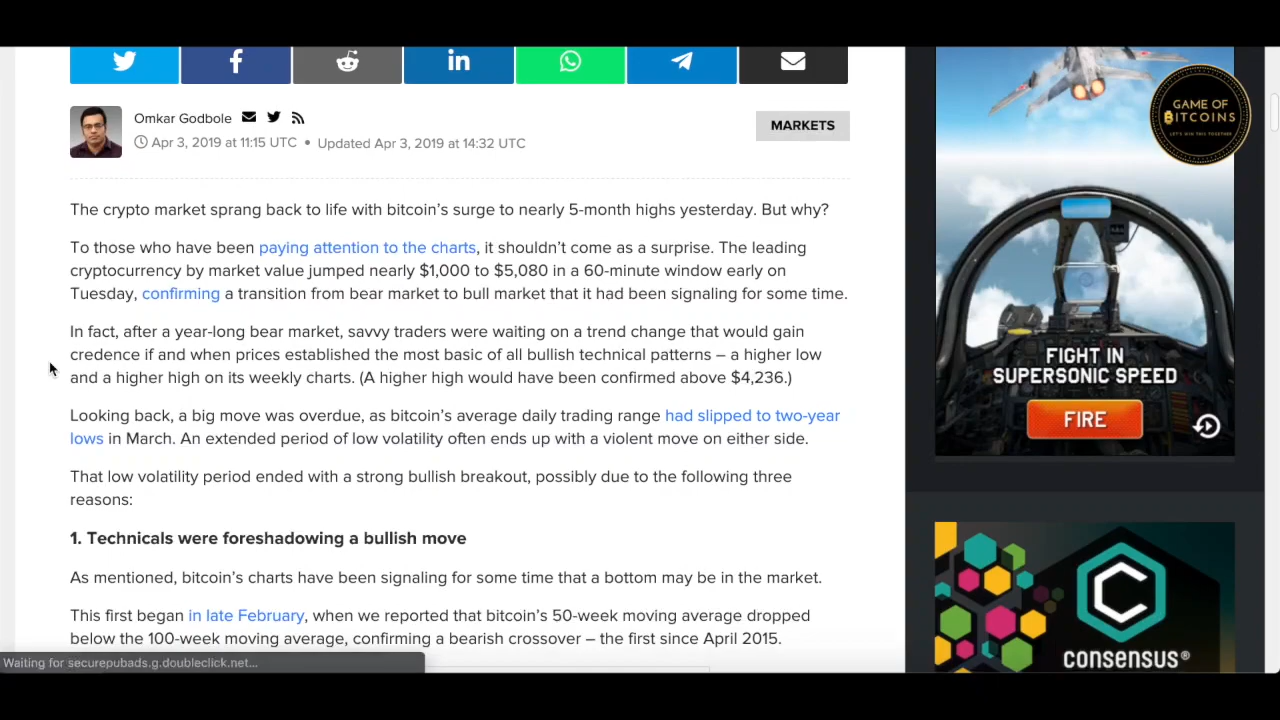 Omkar Godbole
Apr 3, 2019 at 11:15 UTC • Updated Apr 3, 2019 at 14:32 UTC
MARKETS
The crypto market sprang back to life with bitcoin's surge to nearly 5-month highs yesterday. But why?
To those who have been paying attention to the charts, it shouldn't come as a surprise. The leading
cryptocurrency by market value jumped nearly $1,000 to $5,080 in a 60-minute window early on
Tuesday, confirming a transition from bear market to bull market that it had been signaling for some time.
In fact, after a year-long bear market, savvy traders were waiting on a trend change that would gain
credence if and when prices established the most basic of all bullish technical patterns – a higher low
and a higher high on its weekly charts. (A higher high would have been confirmed above $4,236.)
Looking back, a big move was overdue, as bitcoin's average daily trading range had slipped to two-year
lows in March. An extended period of low volatility often ends up with a violent move on either side.
That low volatility period ended with a strong bullish breakout, possibly due to the following three
reasons:
1. Technicals were foreshadowing a bullish move
As mentioned, bitcoin's charts have been signaling for some time that a bottom may be in the market.
This first began in late February, when we reported that bitcoin's 50-week moving average dropped
below the 100-week moving average, confirming a bearish crossover – the first since April 2015.
Waiting for securepubads.g.doubleclick.net...
GAME OF
BITCOINS
LET'S WIN THIS TOGETHER
FIGHT IN
SUPERSONIC SPEED
FIRE
consensus®